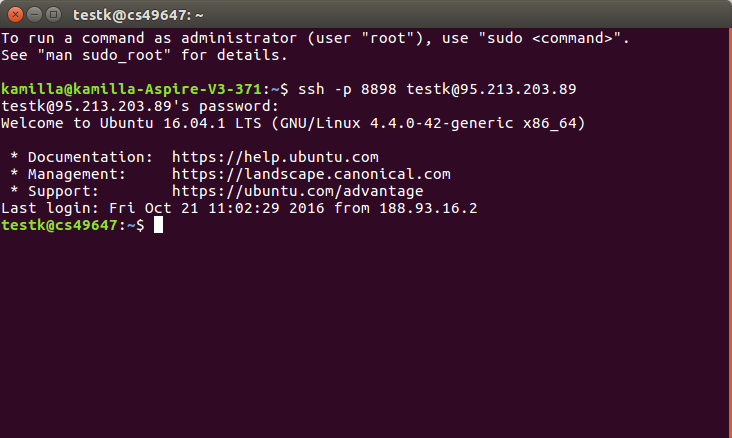 testk@cs49647: ~
To run a command as administrator (user "root"), use "sudo <command>".
See "man sudo_root" for details.
kamilla@kamilla-Aspire-V3-371:~$ ssh -p 8898 testk@95.213.203.89
testk@95.213.203.89's password:
Welcome to Ubuntu 16.04.1 LTS (GNU/Linux 4.4.0-42-generic x86_64)
* Documentation:  https://help.ubuntu.com
* Management:     https://landscape.canonical.com
* Support:        https://ubuntu.com/advantage
Last login: Fri Oct 21 11:02:29 2016 from 188.93.16.2
testk@cs49647:~$